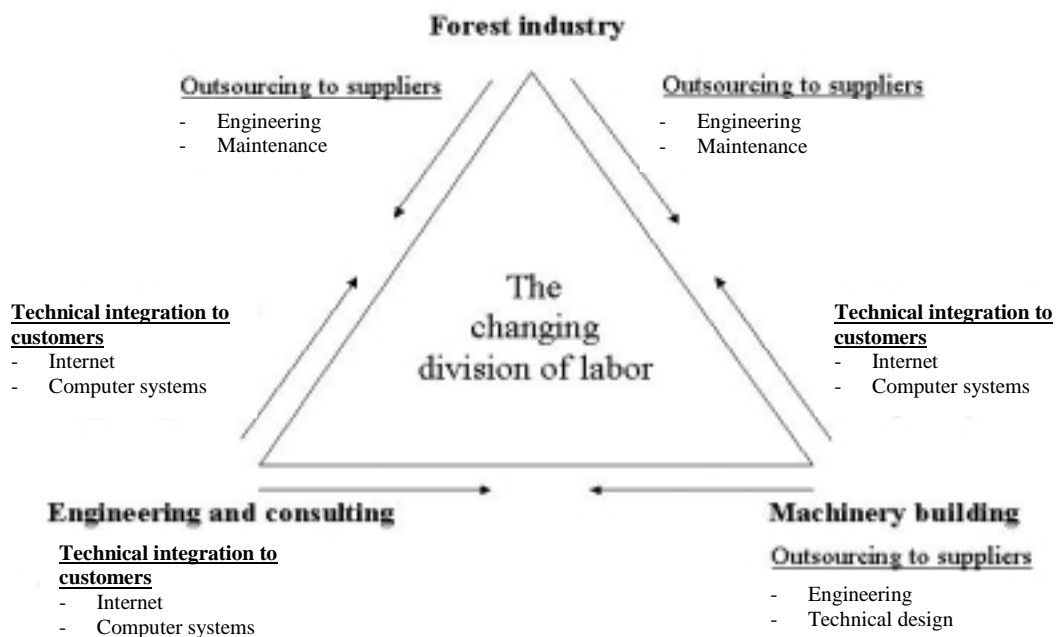 Forest industry
Outsourcing to suppliers
- Engineering
- Maintenance
Outsourcing to suppliers
- Engineering
- Maintenance
Technical integration to
customers
- Internet
- Computer systems
The
changing
division of labor
Technical integration to
customers
- Internet
- Computer systems
Engineering and consulting
Technical integration to
customers
- Internet
- Computer systems
Machinery building
Outsourcing to suppliers
- Engineering
- Technical design